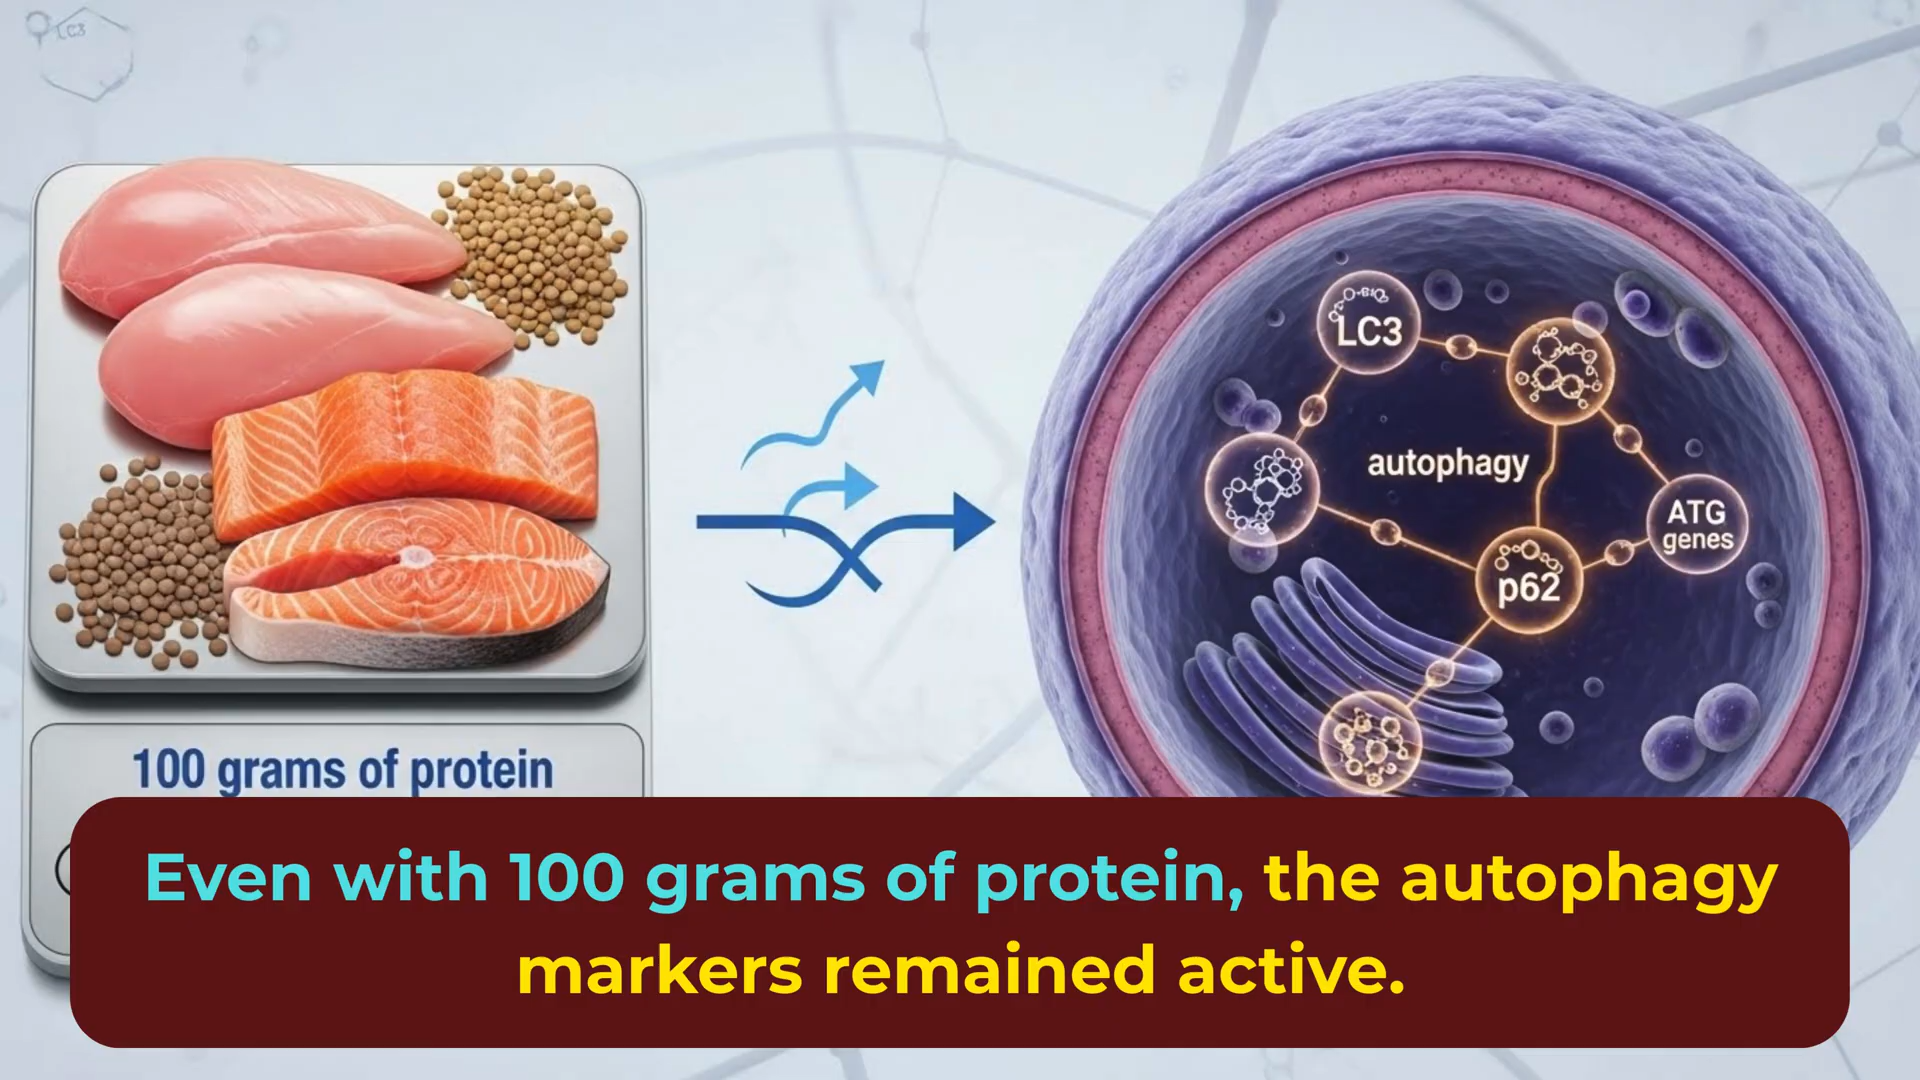 LC3
LC3
autophagy
ATG
genes
p62
100 grams of protein
Even with 100 grams of protein, the autophagy
markers remained active.